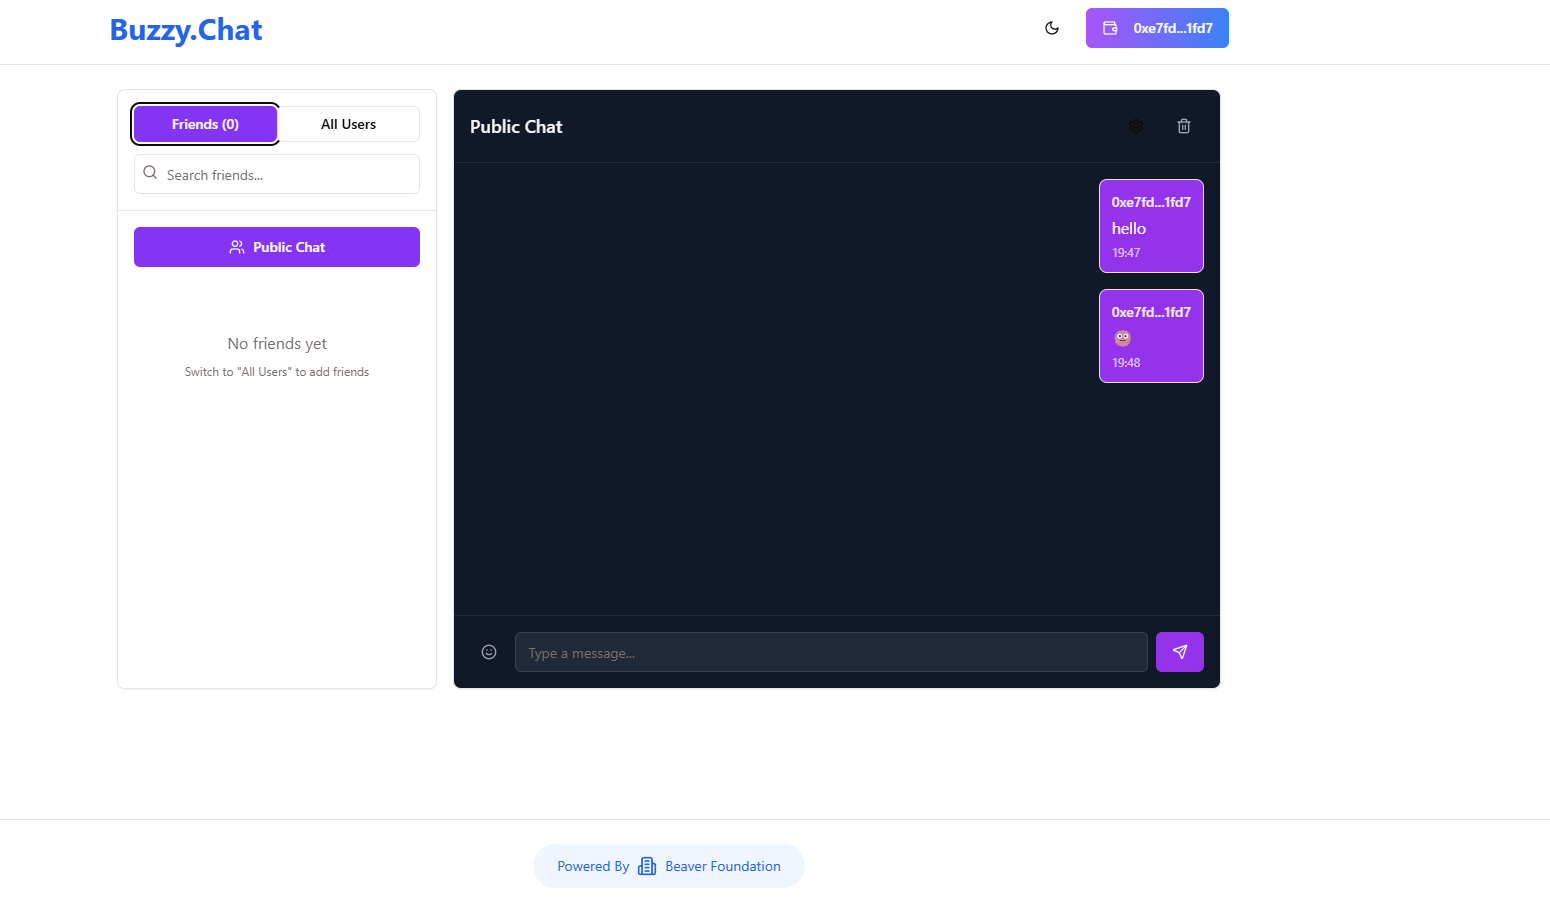 Buzzy.Chat
0xe7fd...1fd7
Friends (0)
All Users
Search friends...
Public Chat
No friends yet
Switch to "All Users" to add friends
Public Chat
0xe7fd...1fd7
hello
19:47
0xe7fd...1fd7
19:48
Type a message...
Powered By Beaver Foundation